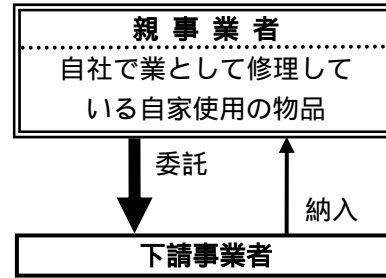 親事業者
自社で業として修理して
いる自家使用の物品
委託
納入
下請事業者